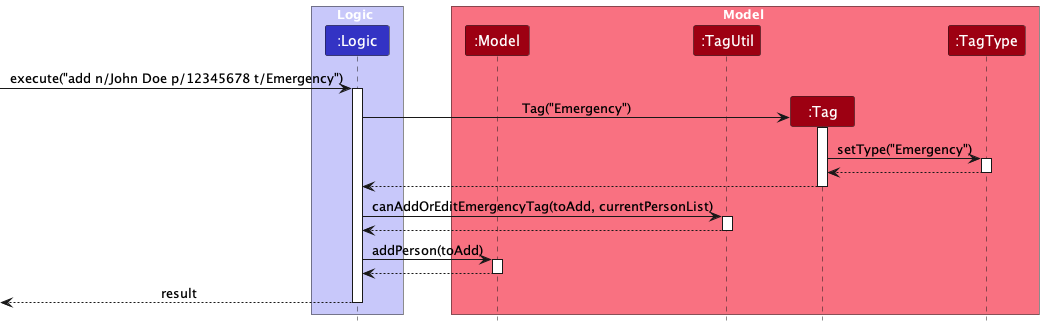 Logic
Model
:Logic
:Model
:TagUtil
:TagType
execute("add n/John Doe p/12345678 t/Emergency")
Tag("Emergency")
:Tag
setType("Emergency")
canAddOrEditEmergencyTag(toAdd, currentPersonList)
addPerson(toAdd)
result